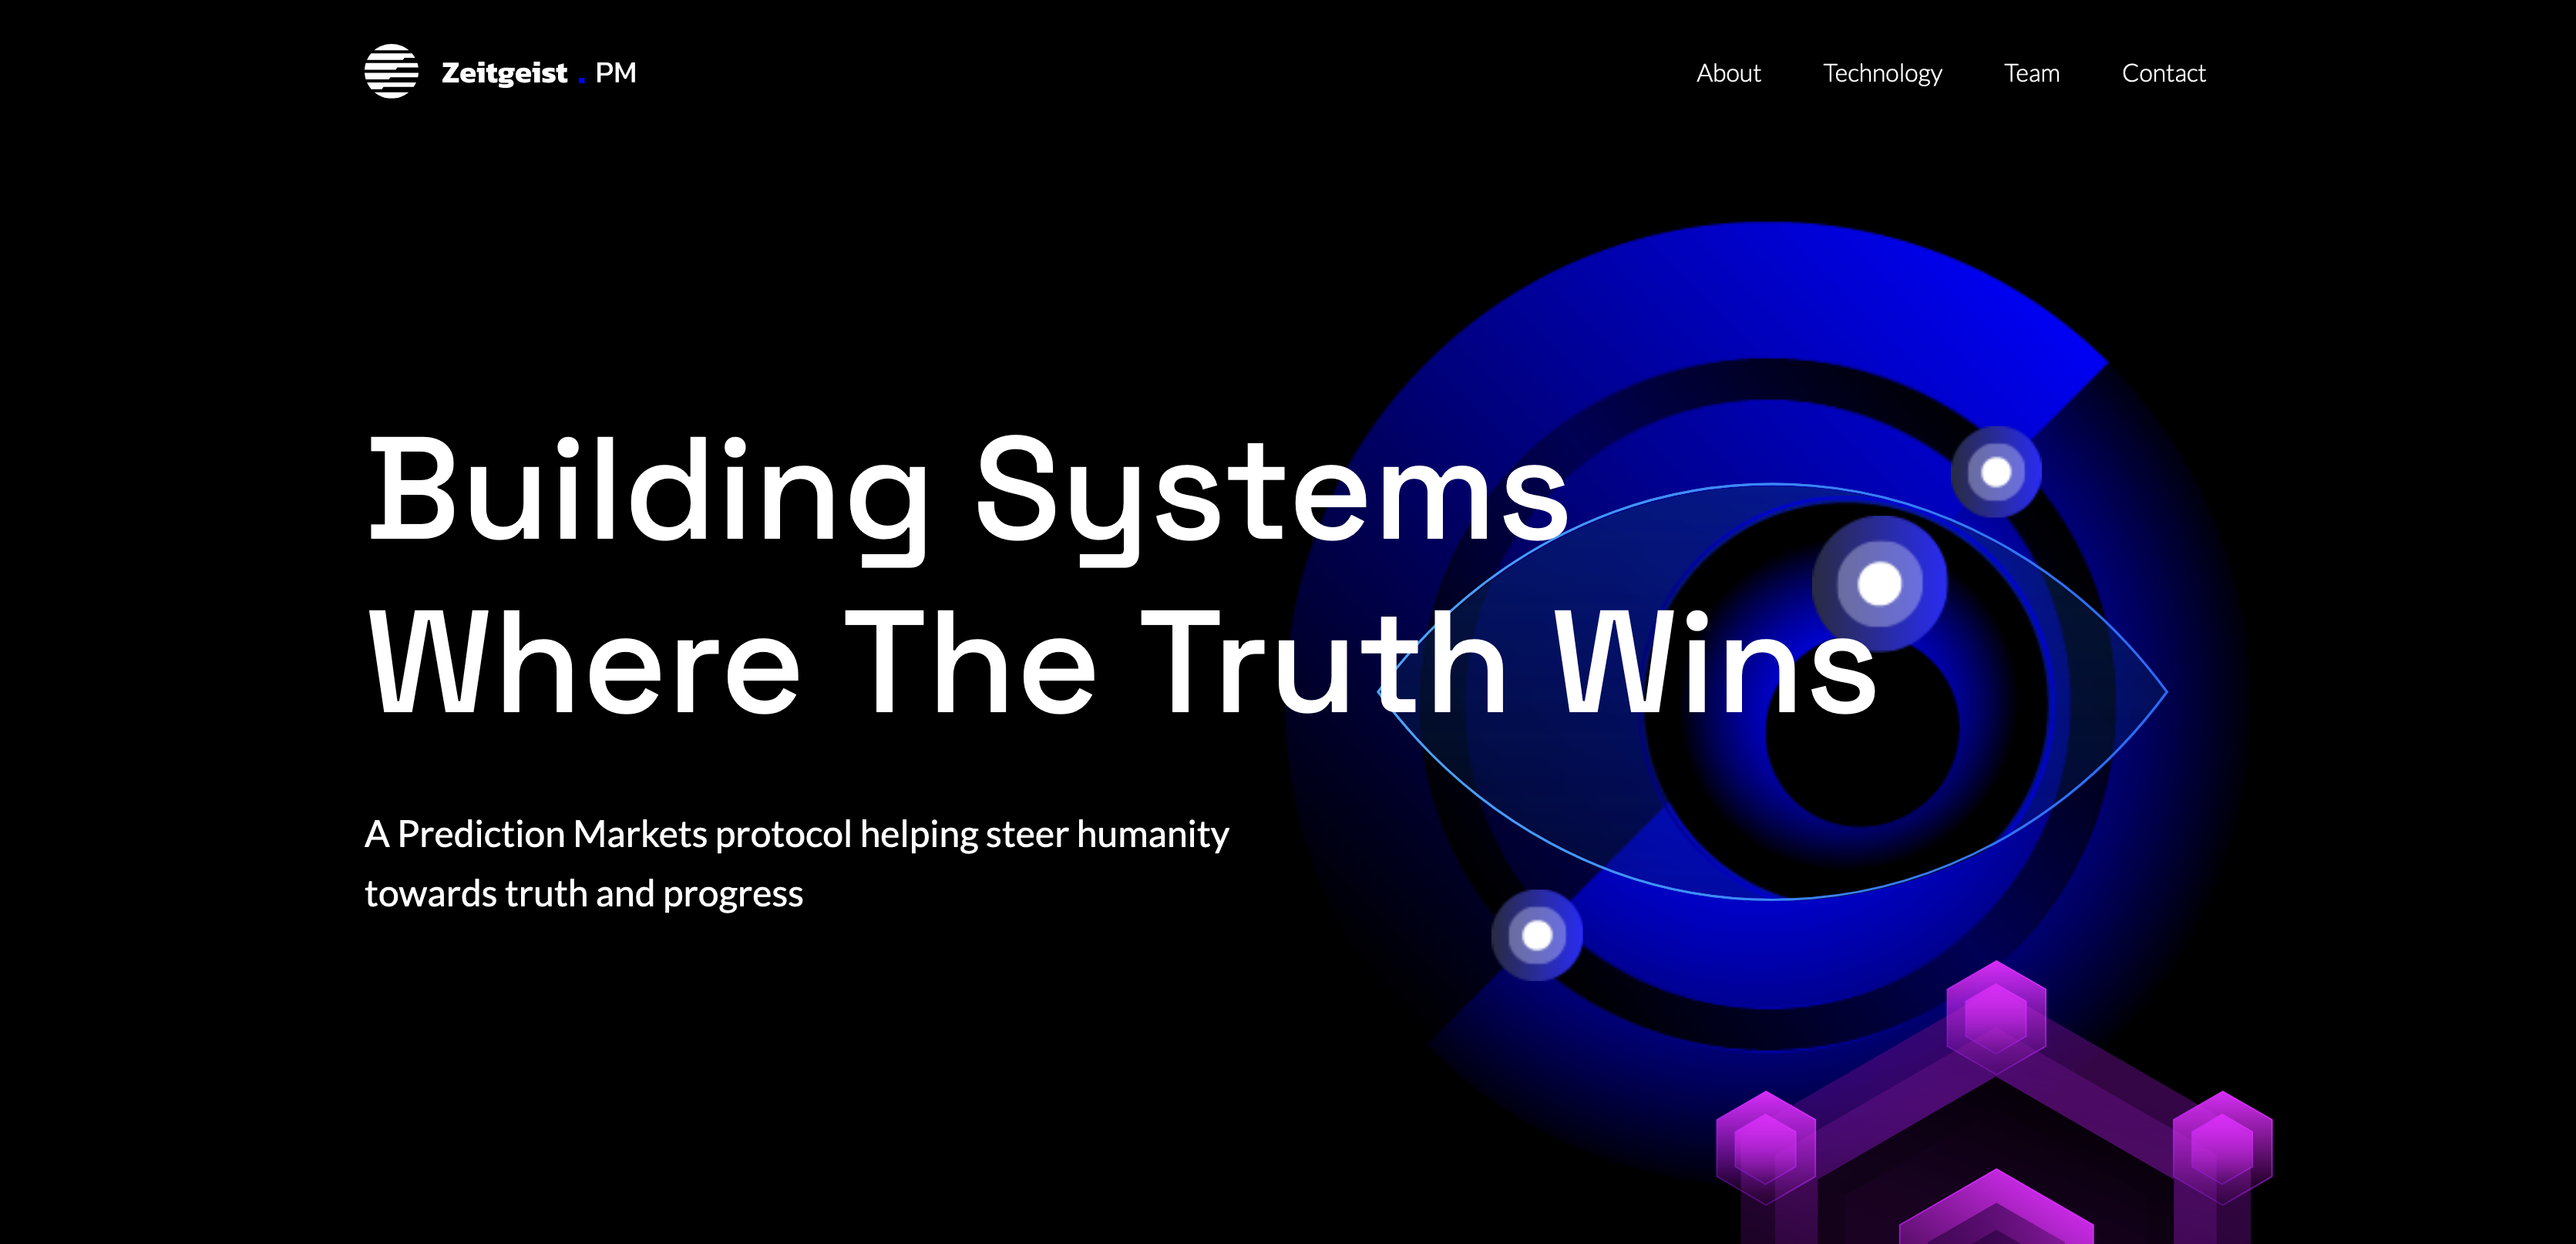 Zeitgeist . PM
About Technology Team Contact
Building Systems
Where The Truth Wins
A Prediction Markets protocol helping steer humanity
towards truth and progress